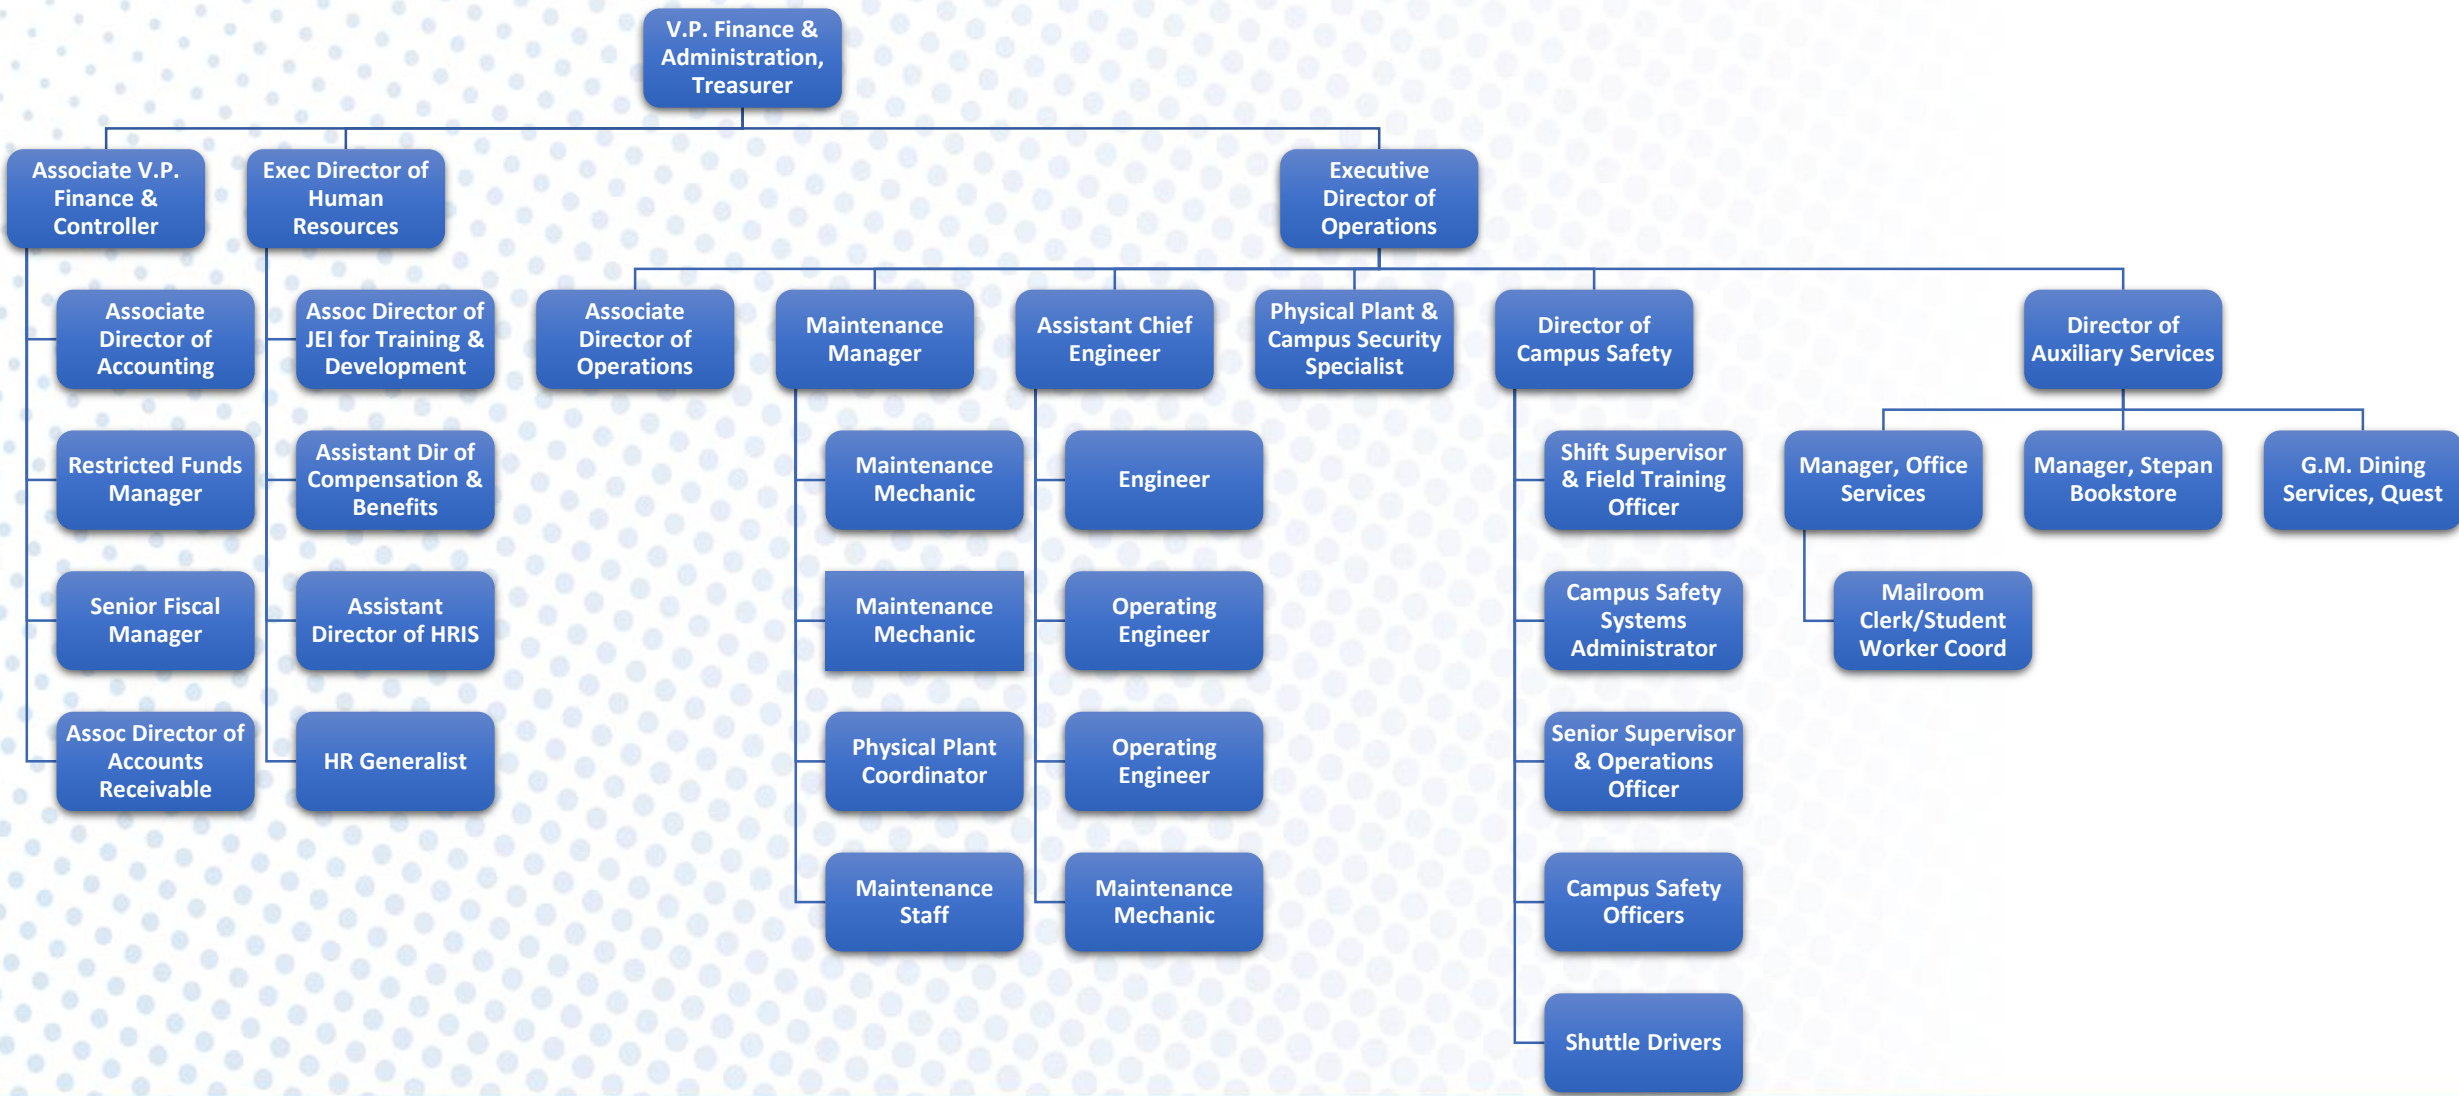 V.P. Finance &
Administration,
Treasurer
Associate V.P.
Finance &
Controller
Exec Director of
Human
Resources
Executive
Director of
Operations
Associate
Director of
Accounting
Assoc Director of
JEI for Training &
Development
Associate
Director of
Operations
Maintenance
Manager
Assistant Chief
Engineer
Physical Plant &
Campus Security
Specialist
Director of
Campus Safety
Director of
Auxiliary Services
Restricted Funds
Manager
Assistant Dir of
Compensation &
Benefits
Maintenance
Mechanic
Engineer
Shift Supervisor
& Field Training
Officer
Manager, Office
Services
Manager, Stepan
Bookstore
G.M. Dining
Services, Quest
Senior Fiscal
Manager
Assistant
Director of HRIS
Maintenance
Mechanic
Operating
Engineer
Campus Safety
Systems
Administrator
Mailroom
Clerk/Student
Worker Coord
Assoc Director of
Accounts
Receivable
HR Generalist
Physical Plant
Coordinator
Operating
Engineer
Senior Supervisor
& Operations
Officer
Maintenance
Staff
Maintenance
Mechanic
Campus Safety
Officers
Shuttle Drivers